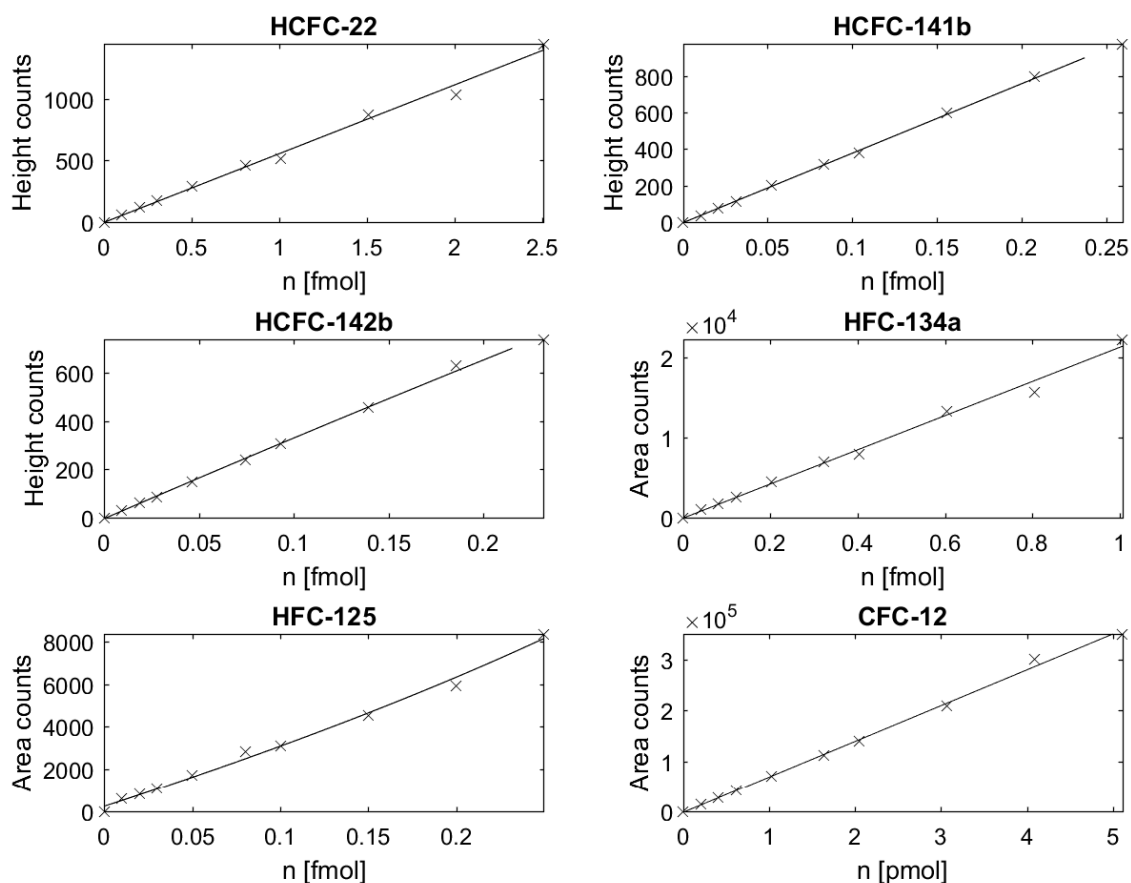 HCFC-22
Height counts
1000
500
0
0 0.5 1 1.5 2 2.5
n [fmol]
HCFC-141b
Height counts
800
600
400
200
0
0 0.05 0.1 0.15 0.2 0.25
n [fmol]
HCFC-142b
Height counts
600
400
200
0
0 0.05 0.1 0.15 0.2
n [fmol]
HFC-134a
× 10^4
Area counts
2
1
0
0 0.2 0.4 0.6 0.8 1
n [fmol]
HFC-125
Area counts
8000
6000
4000
2000
0
0 0.05 0.1 0.15 0.2
n [fmol]
CFC-12
× 10^5
Area counts
3
2
1
0
0 1 2 3 4 5
n [pmol]